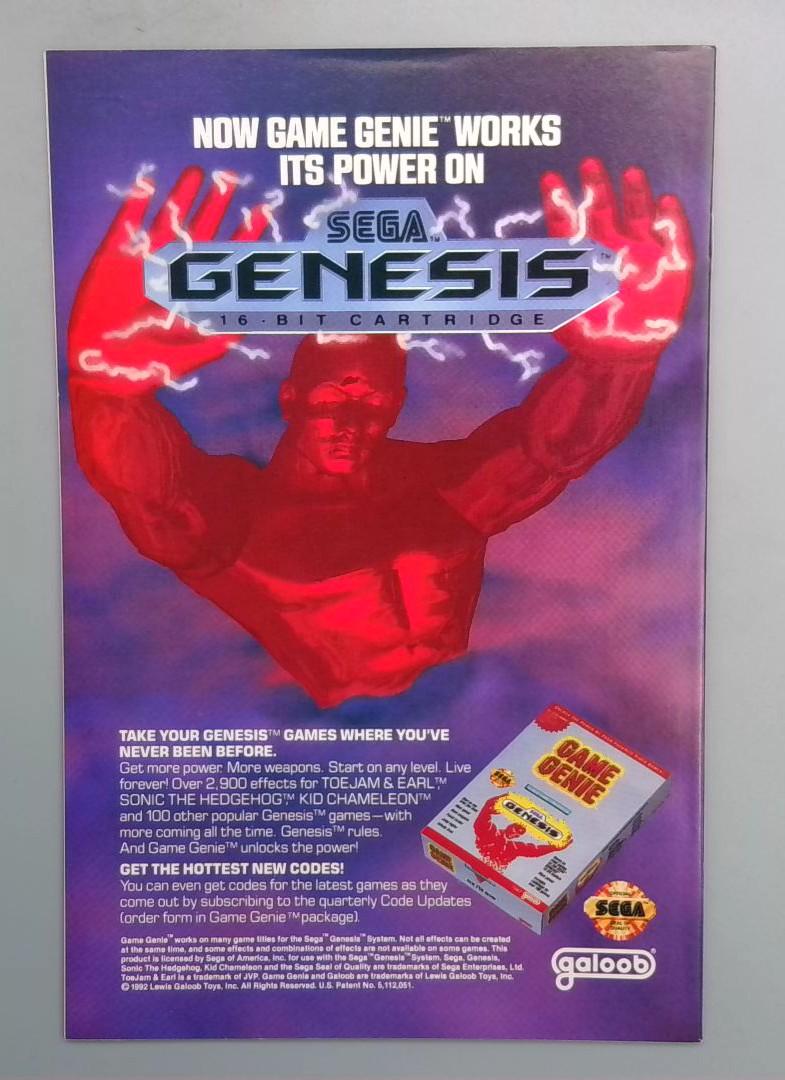 NOW GAME GENIE™ WORKS
ITS POWER ON
SEGA™
GENESIS™
16-BIT CARTRIDGE
TAKE YOUR GENESIS™ GAMES WHERE YOU'VE
NEVER BEEN BEFORE.
Get more power. More weapons. Start on any level. Live
forever! Over 2,900 effects for TOEJAM & EARL,™
SONIC THE HEDGEHOG,™ KID CHAMELEON™
and 100 other popular Genesis™ games—with
more coming all the time. Genesis™ rules.
And Game Genie™ unlocks the power!
GET THE HOTTEST NEW CODES!
You can even get codes for the latest games as they
come out by subscribing to the quarterly Code Updates
(order form in Game Genie™ package).
GAME
GENIE
SEGA
GENESIS
GAME
GENIE
galoob
SEGA
QUALITY
galoob®
Game Genie™ works on many game titles for the Sega™ Genesis™ System. Not all effects can be created
at the same time, and some effects and combinations of effects are not available on some games. This
product is licensed by Sega of America, Inc. for use with the Sega™ Genesis™ System. Sega, Genesis,
Sonic The Hedgehog, Kid Chameleon and the Sega Seal of Quality are trademarks of Sega Enterprises, Ltd.
ToeJam & Earl is a trademark of JVP. Game Genie and Galoob are trademarks of Lewis Galoob Toys, Inc.
© 1992 Lewis Galoob Toys, Inc. All Rights Reserved. U.S. Patent No. 5,112,051.